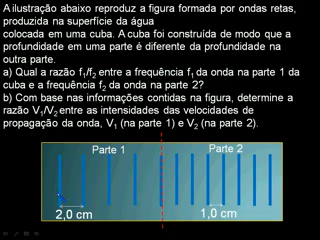 A ilustração abaixo reproduz a figura formada por ondas retas,
produzida na superfície da água
colocada em uma cuba. A cuba foi construída de modo que a
profundidade em uma parte é diferente da profundidade na
outra parte.
a) Qual a razão f1/f2 entre a frequência f1 da onda na parte 1 da
cuba e a frequência f2 da onda na parte 2?
b) Com base nas informações contidas na figura, determine a
razão V1/V2 entre as intensidades das velocidades de
propagação da onda, V1 (na parte 1) e V2 (na parte 2).
Parte 1 Parte 2
2,0 cm 1,0 cm